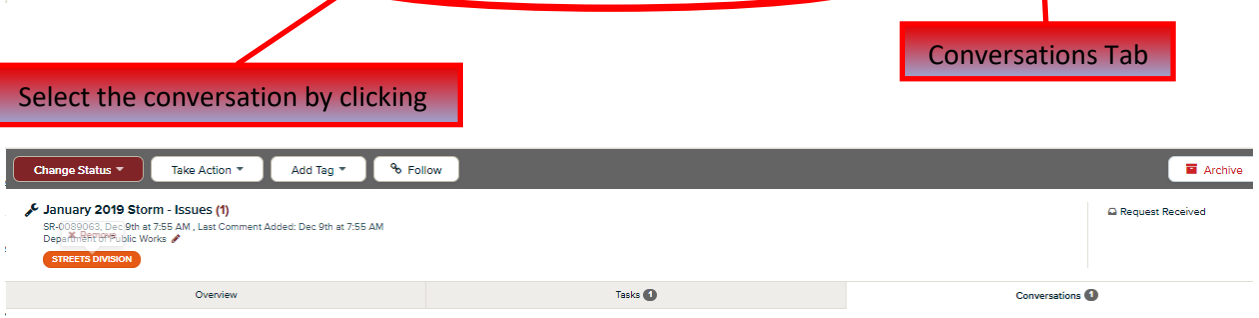 Conversations Tab
Select the conversation by clicking
Change Status Take Action Add Tag Follow Archive
January 2019 Storm - Issues (1) Request Received
SR-0089063, Dec 9th at 7:55 AM , Last Comment Added: Dec 9th at 7:55 AM
Department of Public Works
✖ Remove
STREETS DIVISION
Overview Tasks 1 Conversations 1